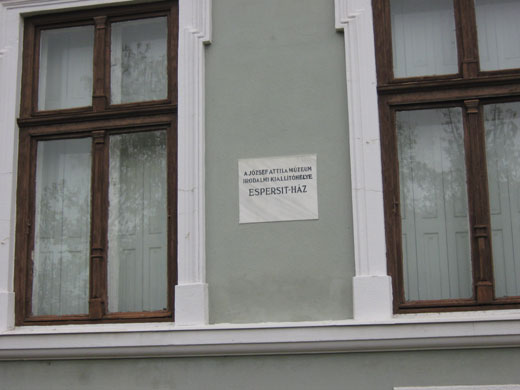 A JÓZSEF ATTILA MÚZEUM
IRODALMI KIÁLLÍTÓHELYE
ESPERSIT-HÁZ